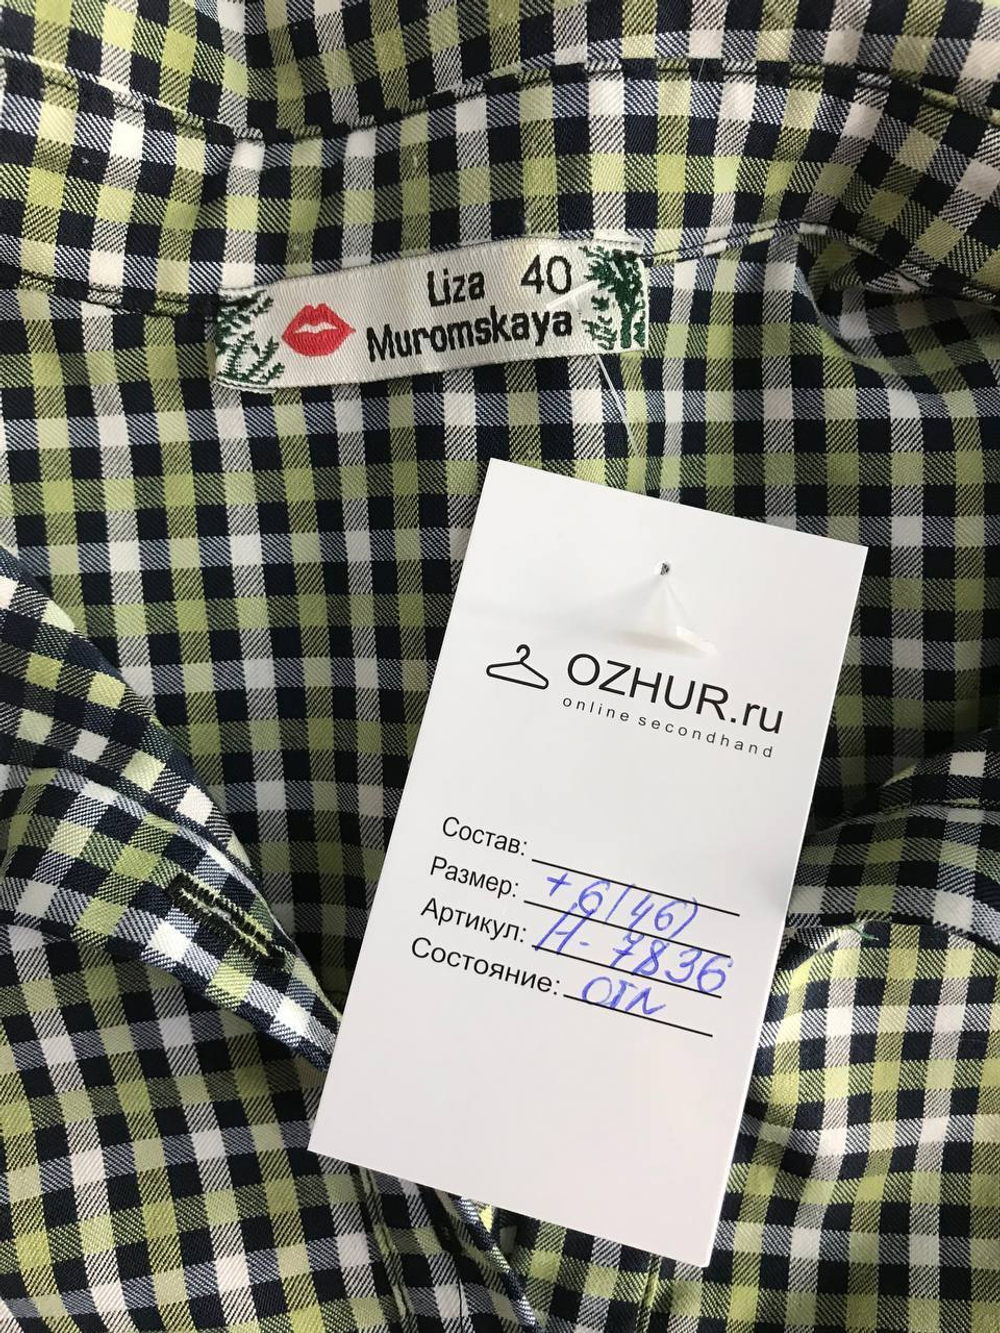 Liza 40
Muromskaya
OZHUR.ru
online secondhand
Состав:
Размер: +6(46)
Артикул: Н-7836
Состояние: отл